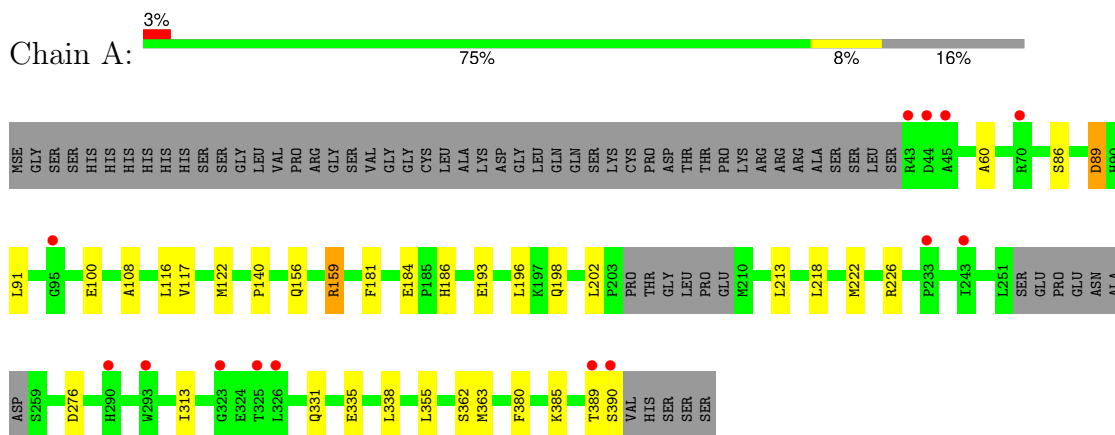 3%
Chain A:
75% 8% 16%
MSE GLY SER SER HIS HIS HIS HIS HIS HIS SER SER GLY LEU VAL PRO ARG GLY SER VAL GLY GLY CYS LEU ALA LYS ASP GLY LEU GLN GLN SER LYS CYS PRO ASP THR THR PRO LYS ARG ARG ARG ALA SER SER LEU SER R43 D44 A45 A60 R70 S86 D89 H90
L91 G95 E100 A108 L116 V117 M122 P140 Q156 R159 F181 E184 P185 H186 E193 L196 K197 Q198 L202 P203 PRO THR GLY LEU PRO GLU M210 L213 L218 M222 R226 P233 I243 L251 SER GLU PRO GLU ASN ALA
ASP S259 D276 H290 W293 I313 G323 E324 T325 L326 Q331 E335 L338 L355 S362 M363 F380 K385 T389 S390 VAL HIS SER SER SER